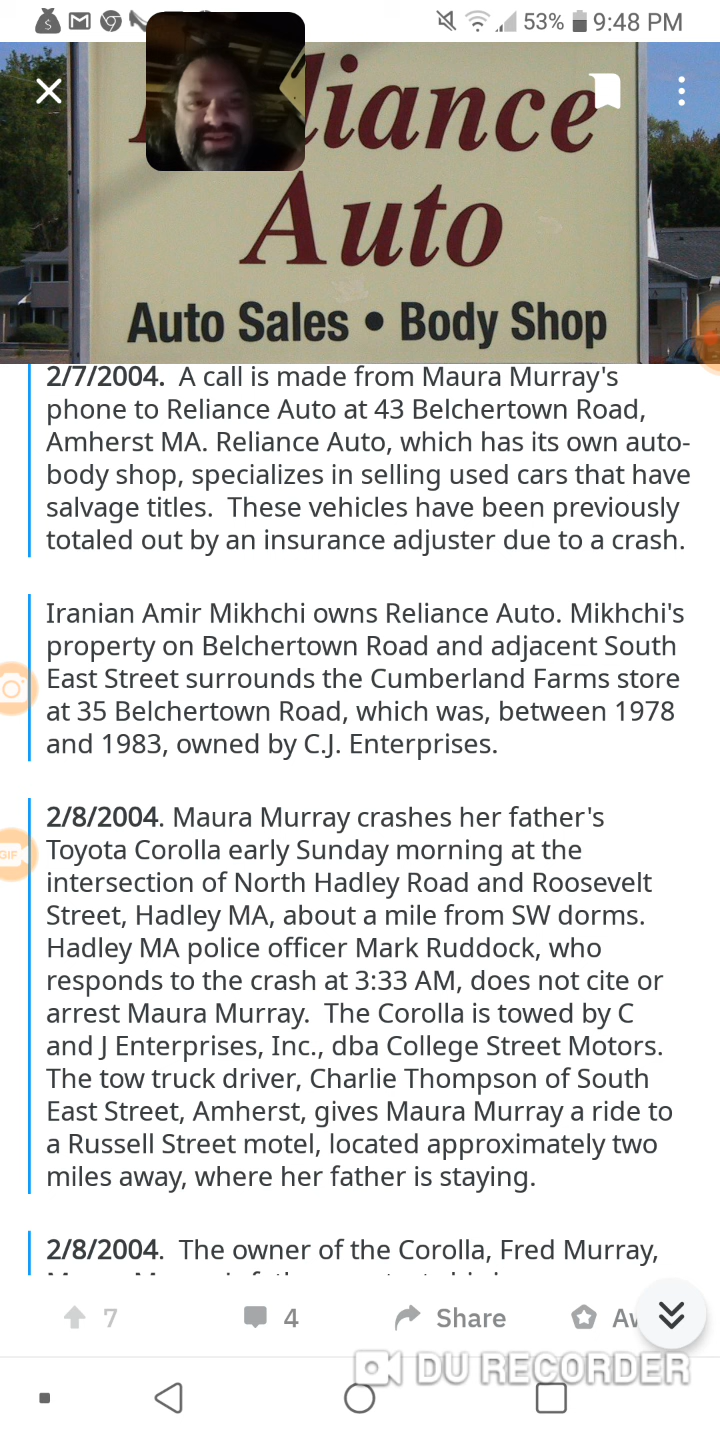 53% 9:48 PM
liance
Auto
Auto Sales • Body Shop
2/7/2004. A call is made from Maura Murray's
phone to Reliance Auto at 43 Belchertown Road,
Amherst MA. Reliance Auto, which has its own auto-
body shop, specializes in selling used cars that have
salvage titles. These vehicles have been previously
totaled out by an insurance adjuster due to a crash.
Iranian Amir Mikhchi owns Reliance Auto. Mikhchi's
property on Belchertown Road and adjacent South
East Street surrounds the Cumberland Farms store
at 35 Belchertown Road, which was, between 1978
and 1983, owned by C.J. Enterprises.
GIF
2/8/2004. Maura Murray crashes her father's
Toyota Corolla early Sunday morning at the
intersection of North Hadley Road and Roosevelt
Street, Hadley MA, about a mile from SW dorms.
Hadley MA police officer Mark Ruddock, who
responds to the crash at 3:33 AM, does not cite or
arrest Maura Murray. The Corolla is towed by C
and J Enterprises, Inc., dba College Street Motors.
The tow truck driver, Charlie Thompson of South
East Street, Amherst, gives Maura Murray a ride to
a Russell Street motel, located approximately two
miles away, where her father is staying.
2/8/2004. The owner of the Corolla, Fred Murray,
7 4 Share
DU RECORDER